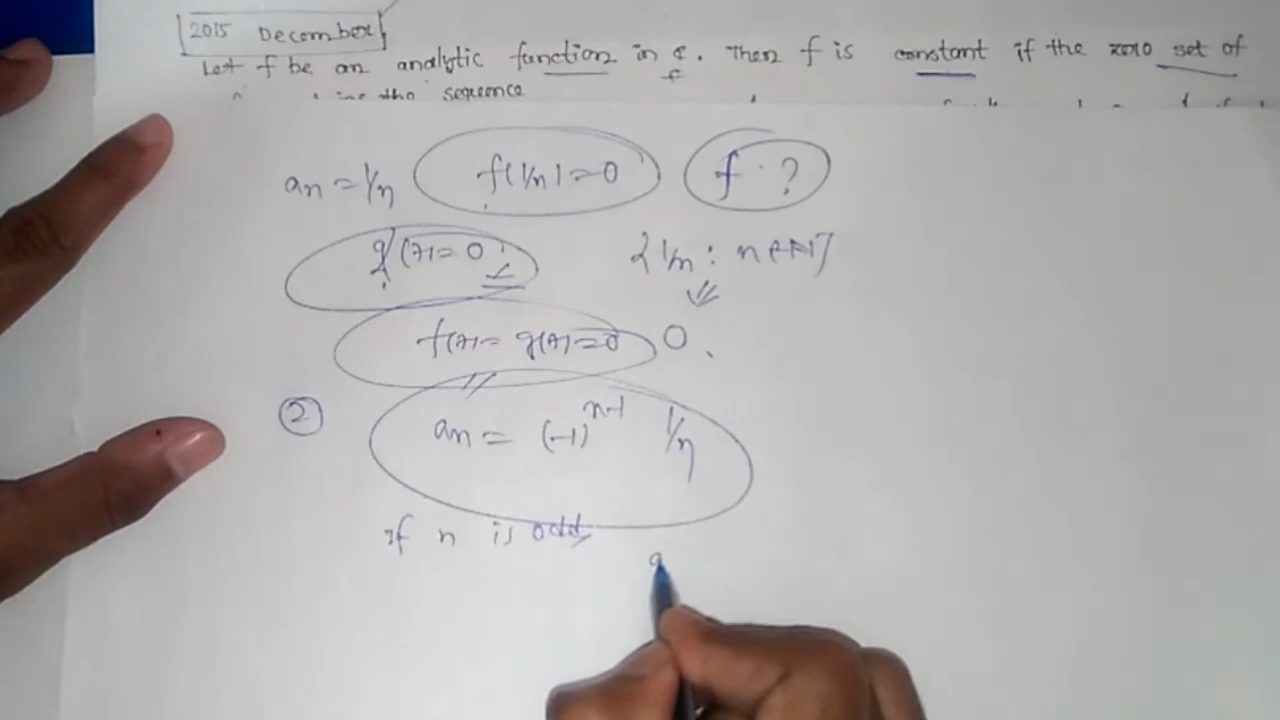 2015 December
Let f be an analytic function in ¢. Then f is constant if the zero set of
the sequence
an = 1/n f(1/n) = 0 f ?
g(z) = 0 { 1/n : n ∈ N }
f(z) = g(z) = 0 0.
② an = (-1)^{n-1} 1/n
if n is odd,